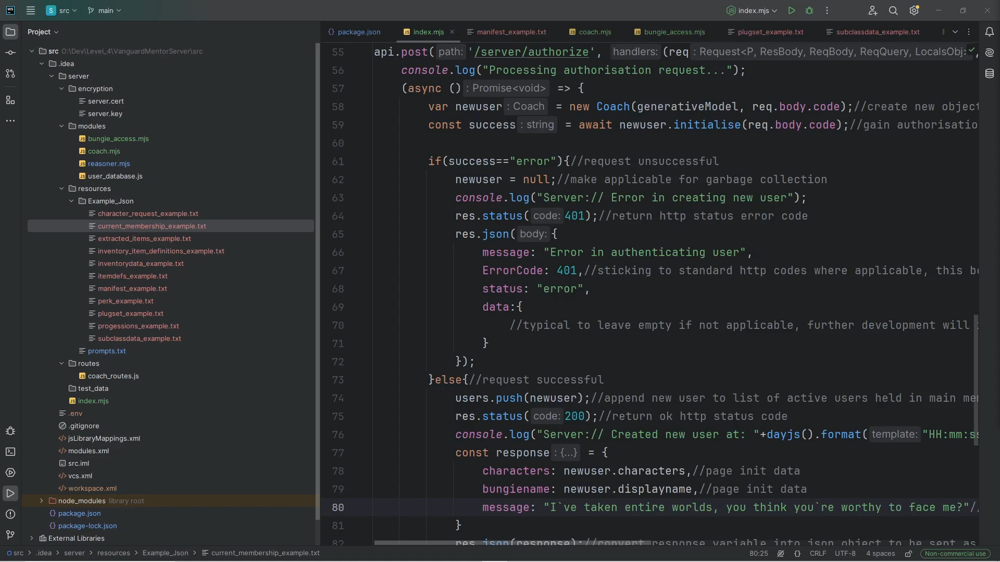 WS
S src main
index.mjs
Project
package.json index.mjs manifest_example.txt coach.mjs bungie_access.mjs plugset_example.txt subclassdata_example.txt
src O:\Dev\Level_4\VanguardMentorServer\src
.idea
server
encryption
server.cert
server.key
modules
bungie_access.mjs
coach.mjs
reasoner.mjs
user_database.js
resources
Example_Json
character_request_example.txt
current_membership_example.txt
extracted_items_example.txt
inventory_item_definitions_example.txt
inventorydata_example.txt
itemdefs_example.txt
manifest_example.txt
perk_example.txt
plugset_example.txt
progessions_example.txt
subclassdata_example.txt
prompts.txt
routes
coach_routes.js
test_data
index.mjs
.env
.gitignore
jsLibraryMappings.xml
modules.xml
src.iml
vcs.xml
workspace.xml
node_modules library root
package.json
package-lock.json
External Libraries
55 api.post( path: '/server/authorize', handlers: (req : Request<P, ResBody, ReqBody, ReqQuery, LocalsObj> ,
56 console.log("Processing authorisation request...");
57 (async () : Promise<void> => {
58 var newuser : Coach = new Coach(generativeModel, req.body.code);//create new object
59 const success : string = await newuser.initialise(req.body.code);//gain authorisatio
60
61 if(success=="error"){//request unsuccessful
62 newuser = null;//make applicable for garbage collection
63 console.log("Server:// Error in creating new user");
64 res.status( code: 401);//return http status error code
65 res.json( body: {
66 message: "Error in authenticating user",
67 ErrorCode: 401,//sticking to standard http codes where applicable, this be
68 status: "error",
69 data:{
70 //typical to leave empty if not applicable, further development will
71 }
72 });
73 }else{//request successful
74 users.push(newuser);//append new user to list of active users held in main me
75 res.status( code: 200);//return ok http status code
76 console.log("Server:// Created new user at: "+dayjs().format( template: "HH:mm:ss
77 const response : {...} = {
78 characters: newuser.characters,//page init data
79 bungiename: newuser.displayname,//page init data
80 message: "I`ve taken entire worlds, you think you`re worthy to face me?"//
81 }
82 res.json(response);//convert response variable into json object to be sent as
src > .idea > server > resources > Example_Json > current_membership_example.txt
80:25 CRLF UTF-8 4 spaces Non-commercial use